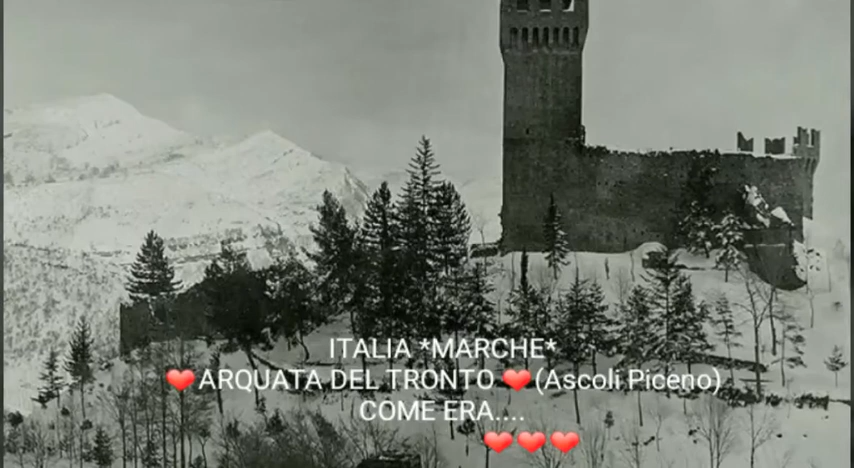 ITALIA *MARCHE*
❤ARQUATA DEL TRONTO ❤(Ascoli Piceno)
COME ERA....
❤❤❤